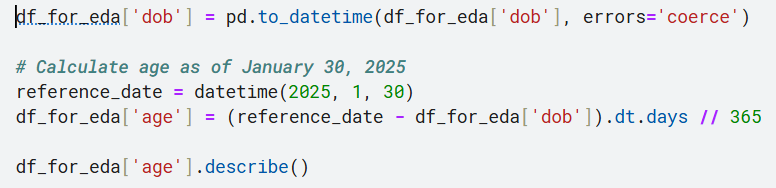 df_for_eda['dob'] = pd.to_datetime(df_for_eda['dob'], errors='coerce')
# Calculate age as of January 30, 2025
reference_date = datetime(2025, 1, 30)
df_for_eda['age'] = (reference_date - df_for_eda['dob']).dt.days // 365
df_for_eda['age'].describe()